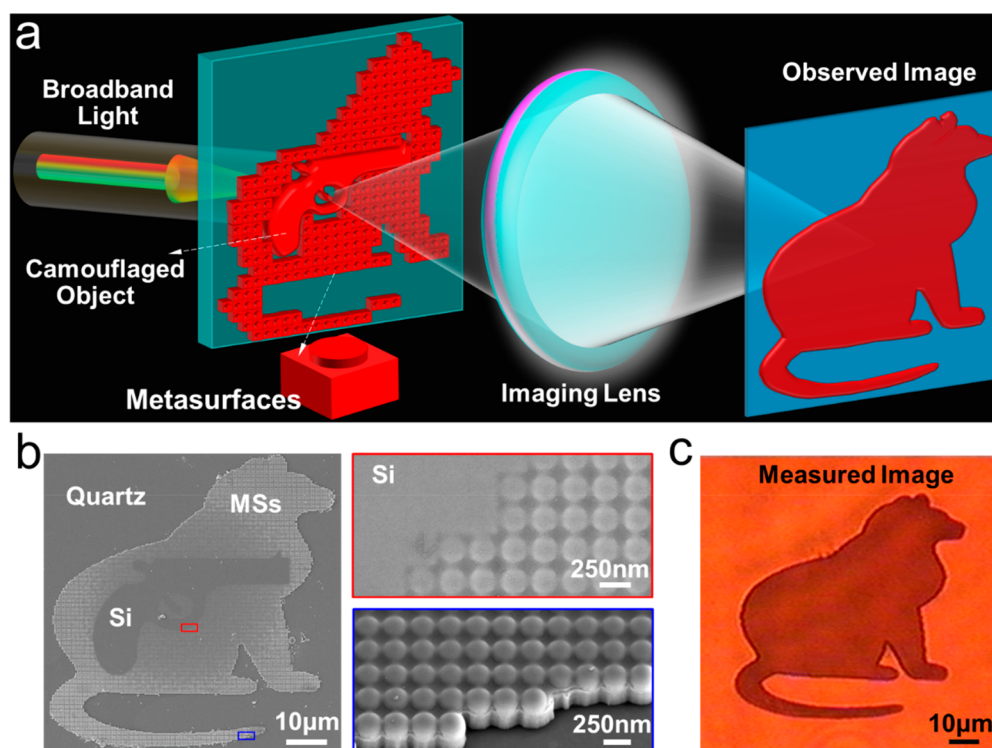 a
Broadband
Light
Observed Image
Camouflaged
Object
Metasurfaces
Imaging Lens
b
Quartz
MSs
Si
10μm
Si
250nm
250nm
c
Measured Image
10μm